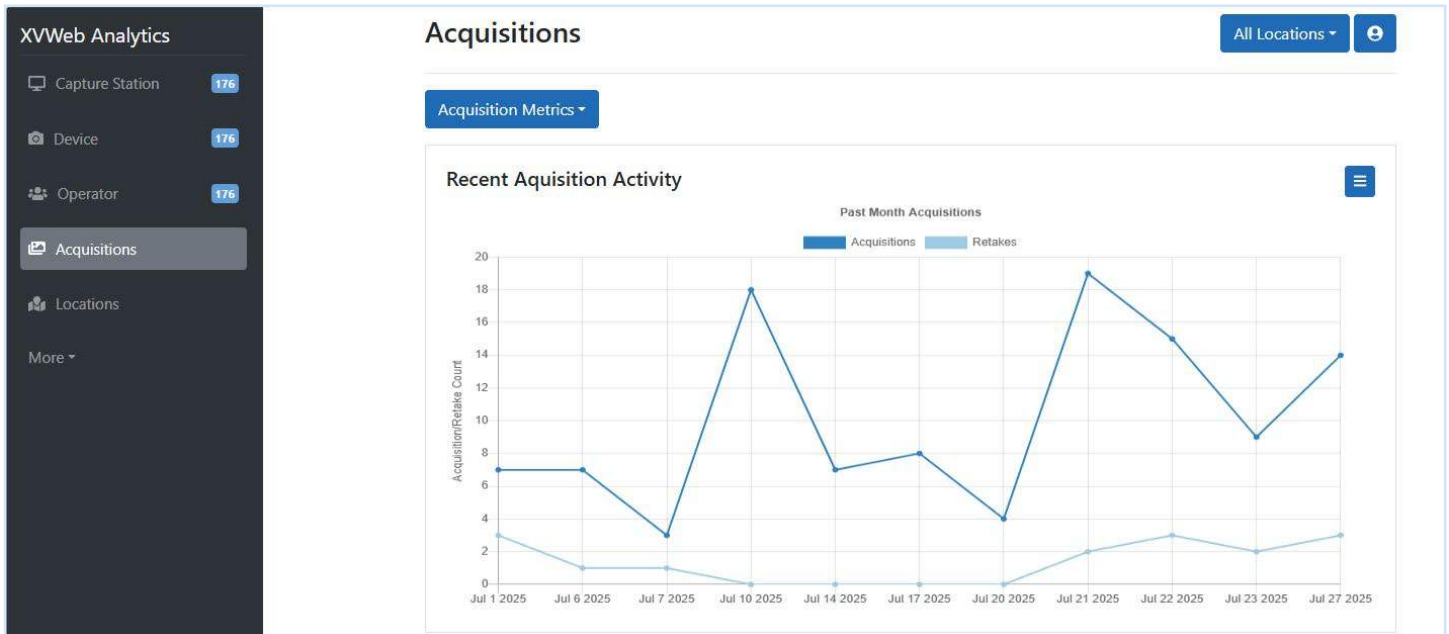 XVWeb Analytics
Capture Station 176
Device 176
Operator 176
Acquisitions
Locations
More
Acquisitions
All Locations
Acquisition Metrics
Recent Aquisition Activity
Past Month Acquisitions
Acquisitions Retakes
Acquisition/Retake Count
20
18
16
14
12
10
8
6
4
2
0
Jul 1 2025 Jul 6 2025 Jul 7 2025 Jul 10 2025 Jul 14 2025 Jul 17 2025 Jul 20 2025 Jul 21 2025 Jul 22 2025 Jul 23 2025 Jul 27 2025